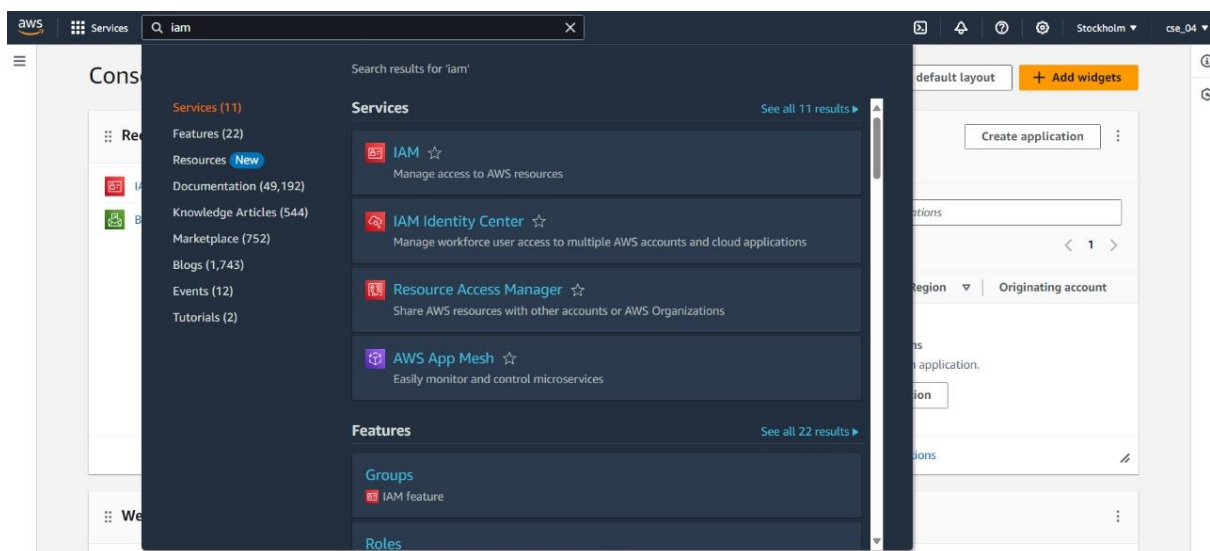 aws Services iam Stockholm cse_04
Cons
default layout + Add widgets
Search results for 'iam'
Services (11)
Features (22)
Resources New
Documentation (49,192)
Knowledge Articles (544)
Marketplace (752)
Blogs (1,743)
Events (12)
Tutorials (2)
Services See all 11 results
IAM
Manage access to AWS resources
IAM Identity Center
Manage workforce user access to multiple AWS accounts and cloud applications
Resource Access Manager
Share AWS resources with other accounts or AWS Organizations
AWS App Mesh
Easily monitor and control microservices
Features See all 22 results
Groups
IAM feature
Roles
Rec
B
We
Create application
1
Region Originating account
application.